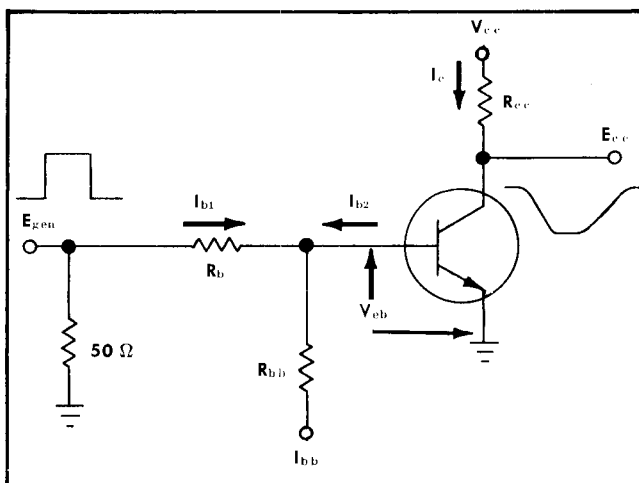 Vcc
Ic
Rcc
Ecc
Ib1
Ib2
Egen
Rb
Veb
50 Ω
Rbb
Ibb